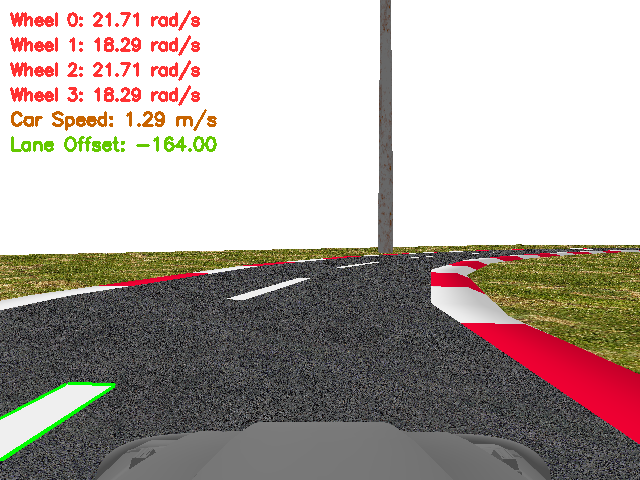 Wheel 0: 21.71 rad/s
Wheel 1: 18.29 rad/s
Wheel 2: 21.71 rad/s
Wheel 3: 18.29 rad/s
Car Speed: 1.29 m/s
Lane Offset: -164.00